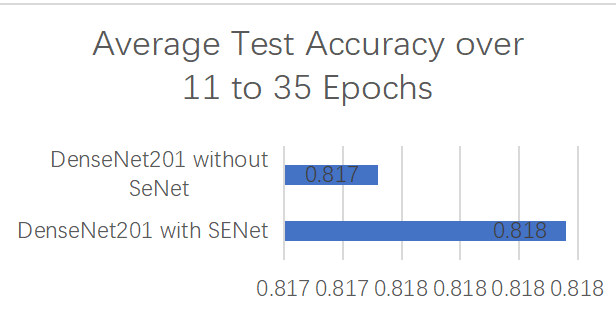 Average Test Accuracy over
11 to 35 Epochs
DenseNet201 without
SeNet
0.817
DenseNet201 with SENet
0.818
0.817 0.817 0.818 0.818 0.818 0.818